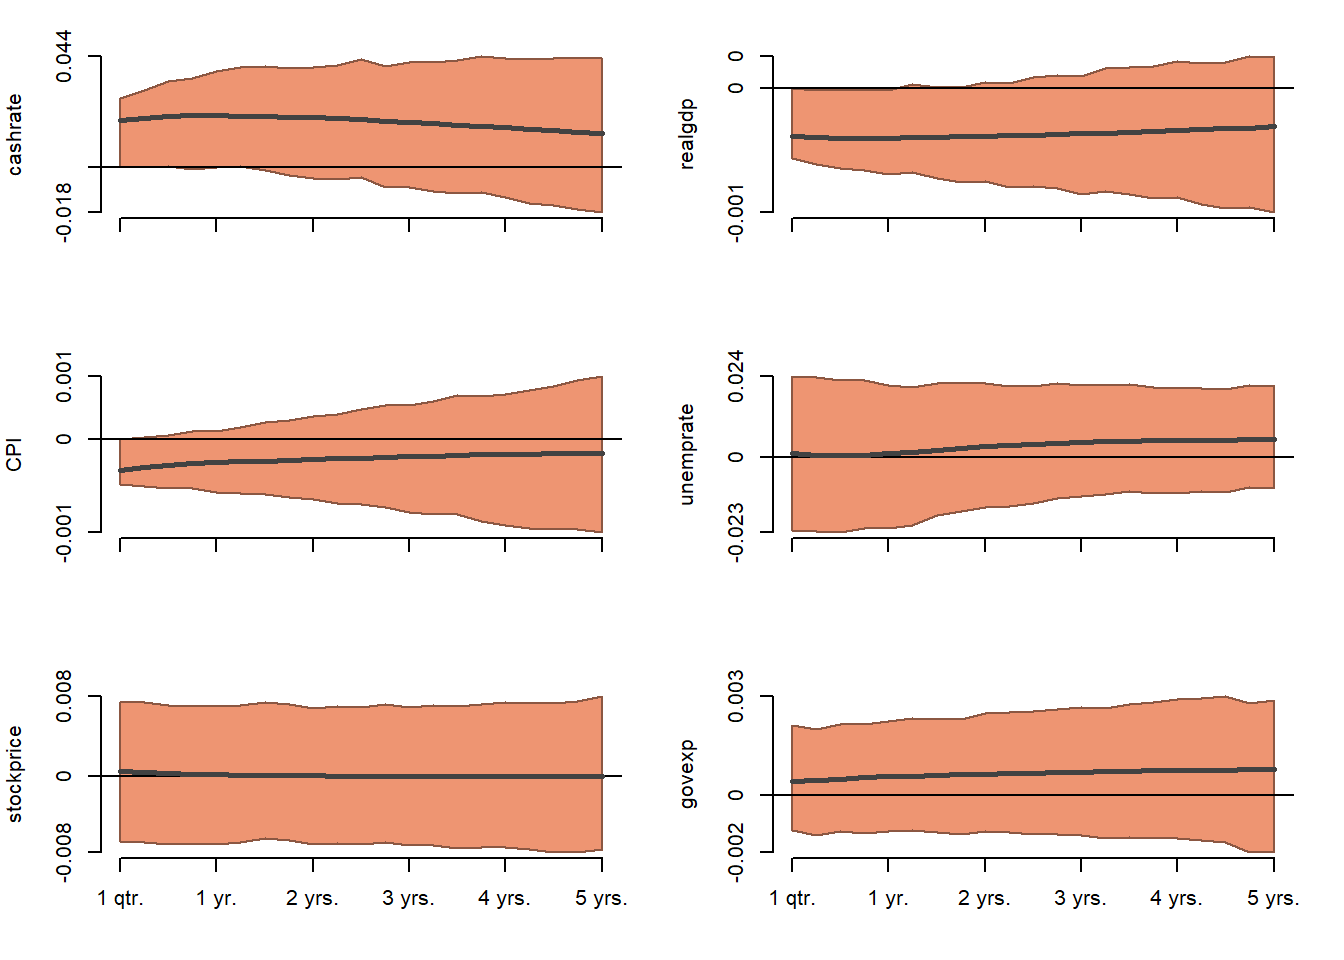 cashrate
0.044
-0.018
realgdp
0
0
-0.001
CPI
0.001
0
-0.001
unemprate
0.024
0
-0.023
stockprice
0.008
0
-0.008
1 qtr. 1 yr. 2 yrs. 3 yrs. 4 yrs. 5 yrs.
govexp
0.003
0
-0.002
1 qtr. 1 yr. 2 yrs. 3 yrs. 4 yrs. 5 yrs.